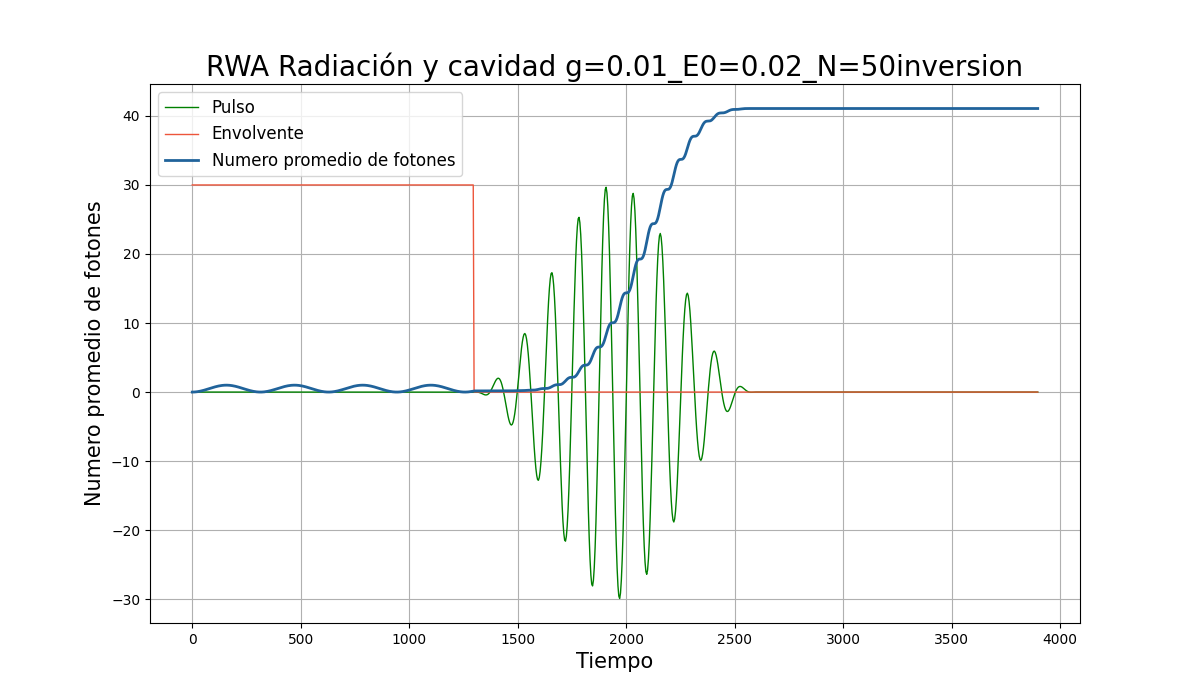 RWA Radiación y cavidad g=0.01_E0=0.02_N=50inversion
Pulso
Envolvente
Numero promedio de fotones
Numero promedio de fotones
40
30
20
10
0
−10
−20
−30
0 500 1000 1500 2000 2500 3000 3500 4000
Tiempo